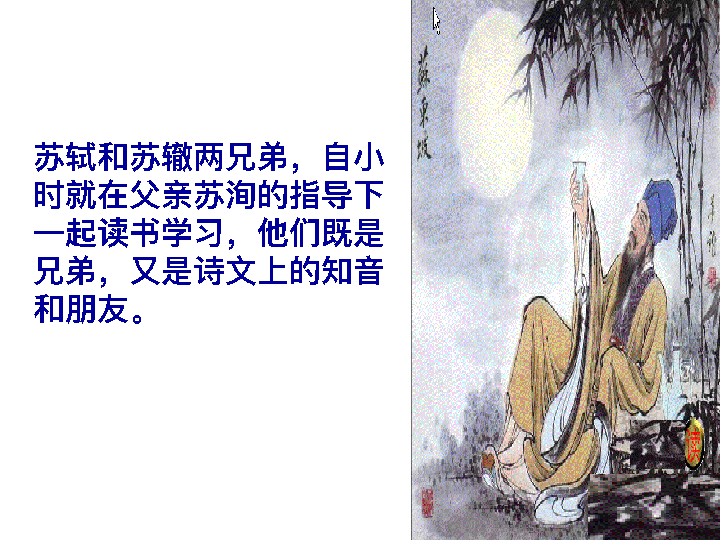 苏轼和苏辙两兄弟，自小
时就在父亲苏洵的指导下
一起读书学习，他们既是
兄弟，又是诗文上的知音
和朋友。
蘇東坡
读